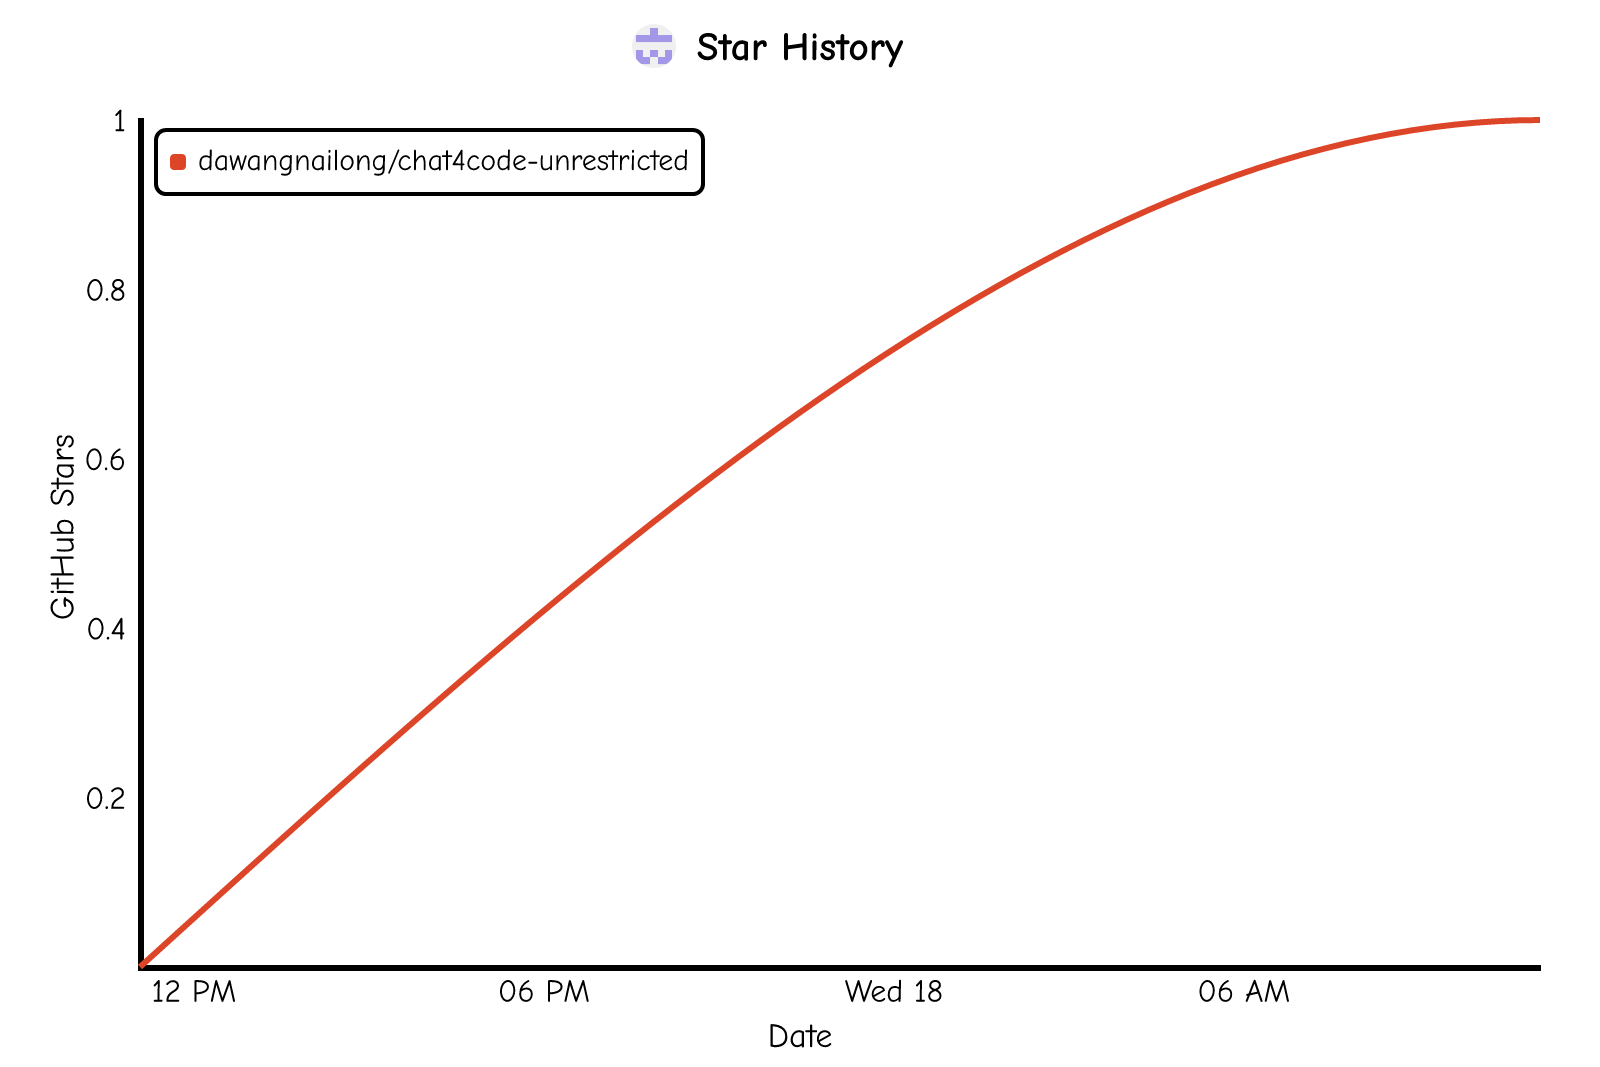 Star History
1
dawangnailong/chat4code-unrestricted
0.8
0.6
0.4
0.2
GitHub Stars
12 PM
06 PM
Wed 18
06 AM
Date